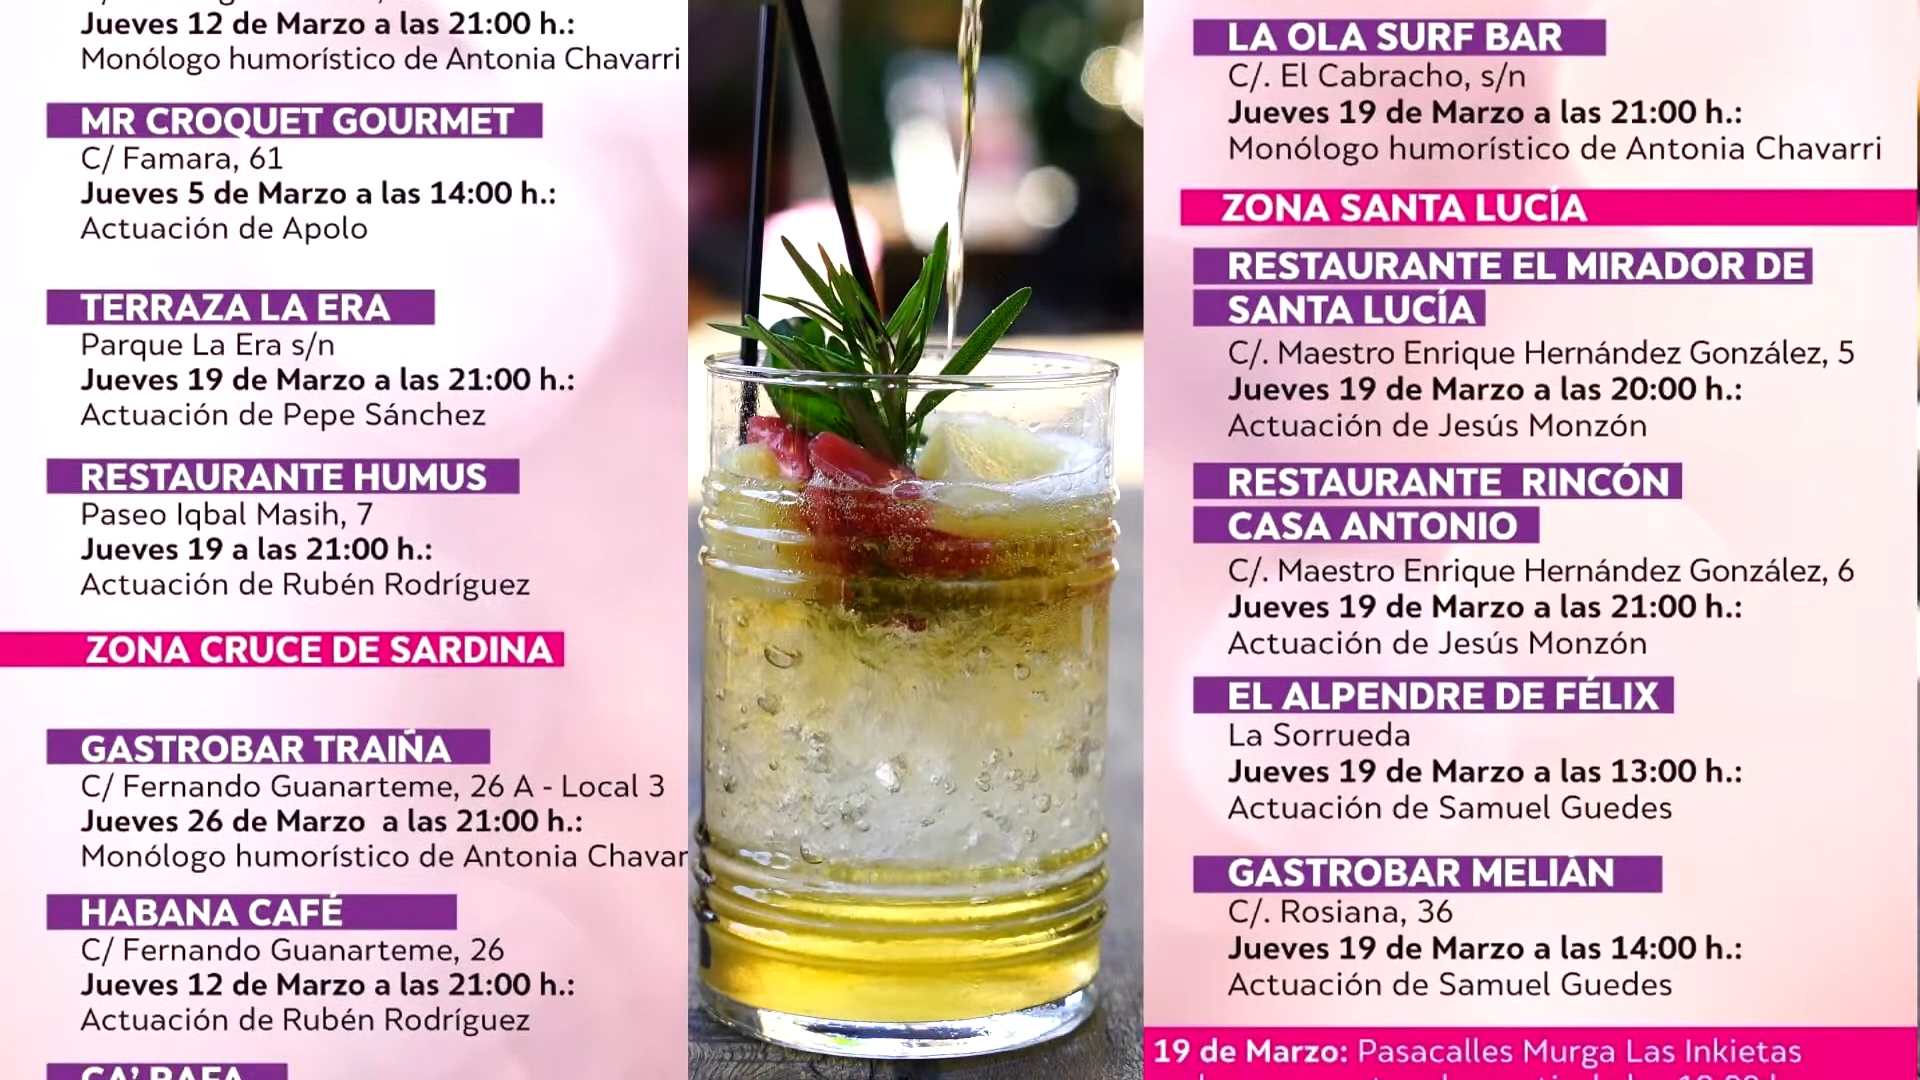 Jueves 12 de Marzo a las 21:00 h.:
Monólogo humorístico de Antonia Chavarri
MR CROQUET GOURMET
C/ Famara, 61
Jueves 5 de Marzo a las 14:00 h.:
Actuación de Apolo
TERRAZA LA ERA
Parque La Era s/n
Jueves 19 de Marzo a las 21:00 h.:
Actuación de Pepe Sánchez
RESTAURANTE HUMUS
Paseo Iqbal Masih, 7
Jueves 19 a las 21:00 h.:
Actuación de Rubén Rodríguez
ZONA CRUCE DE SARDINA
GASTROBAR TRAIÑA
C/ Fernando Guanarteme, 26 A - Local 3
Jueves 26 de Marzo a las 21:00 h.:
Monólogo humorístico de Antonia Chavar
HABANA CAFÉ
C/ Fernando Guanarteme, 26
Jueves 12 de Marzo a las 21:00 h.:
Actuación de Rubén Rodríguez
CA' RAFA
LA OLA SURF BAR
C/. El Cabracho, s/n
Jueves 19 de Marzo a las 21:00 h.:
Monólogo humorístico de Antonia Chavarri
ZONA SANTA LUCÍA
RESTAURANTE EL MIRADOR DE
SANTA LUCÍA
C/. Maestro Enrique Hernández González, 5
Jueves 19 de Marzo a las 20:00 h.:
Actuación de Jesús Monzón
RESTAURANTE RINCÓN
CASA ANTONIO
C/. Maestro Enrique Hernández González, 6
Jueves 19 de Marzo a las 21:00 h.:
Actuación de Jesús Monzón
EL ALPENDRE DE FÉLIX
La Sorrueda
Jueves 19 de Marzo a las 13:00 h.:
Actuación de Samuel Guedes
GASTROBAR MELIÁN
C/. Rosiana, 36
Jueves 19 de Marzo a las 14:00 h.:
Actuación de Samuel Guedes
19 de Marzo: Pasacalles Murga Las Inkietas